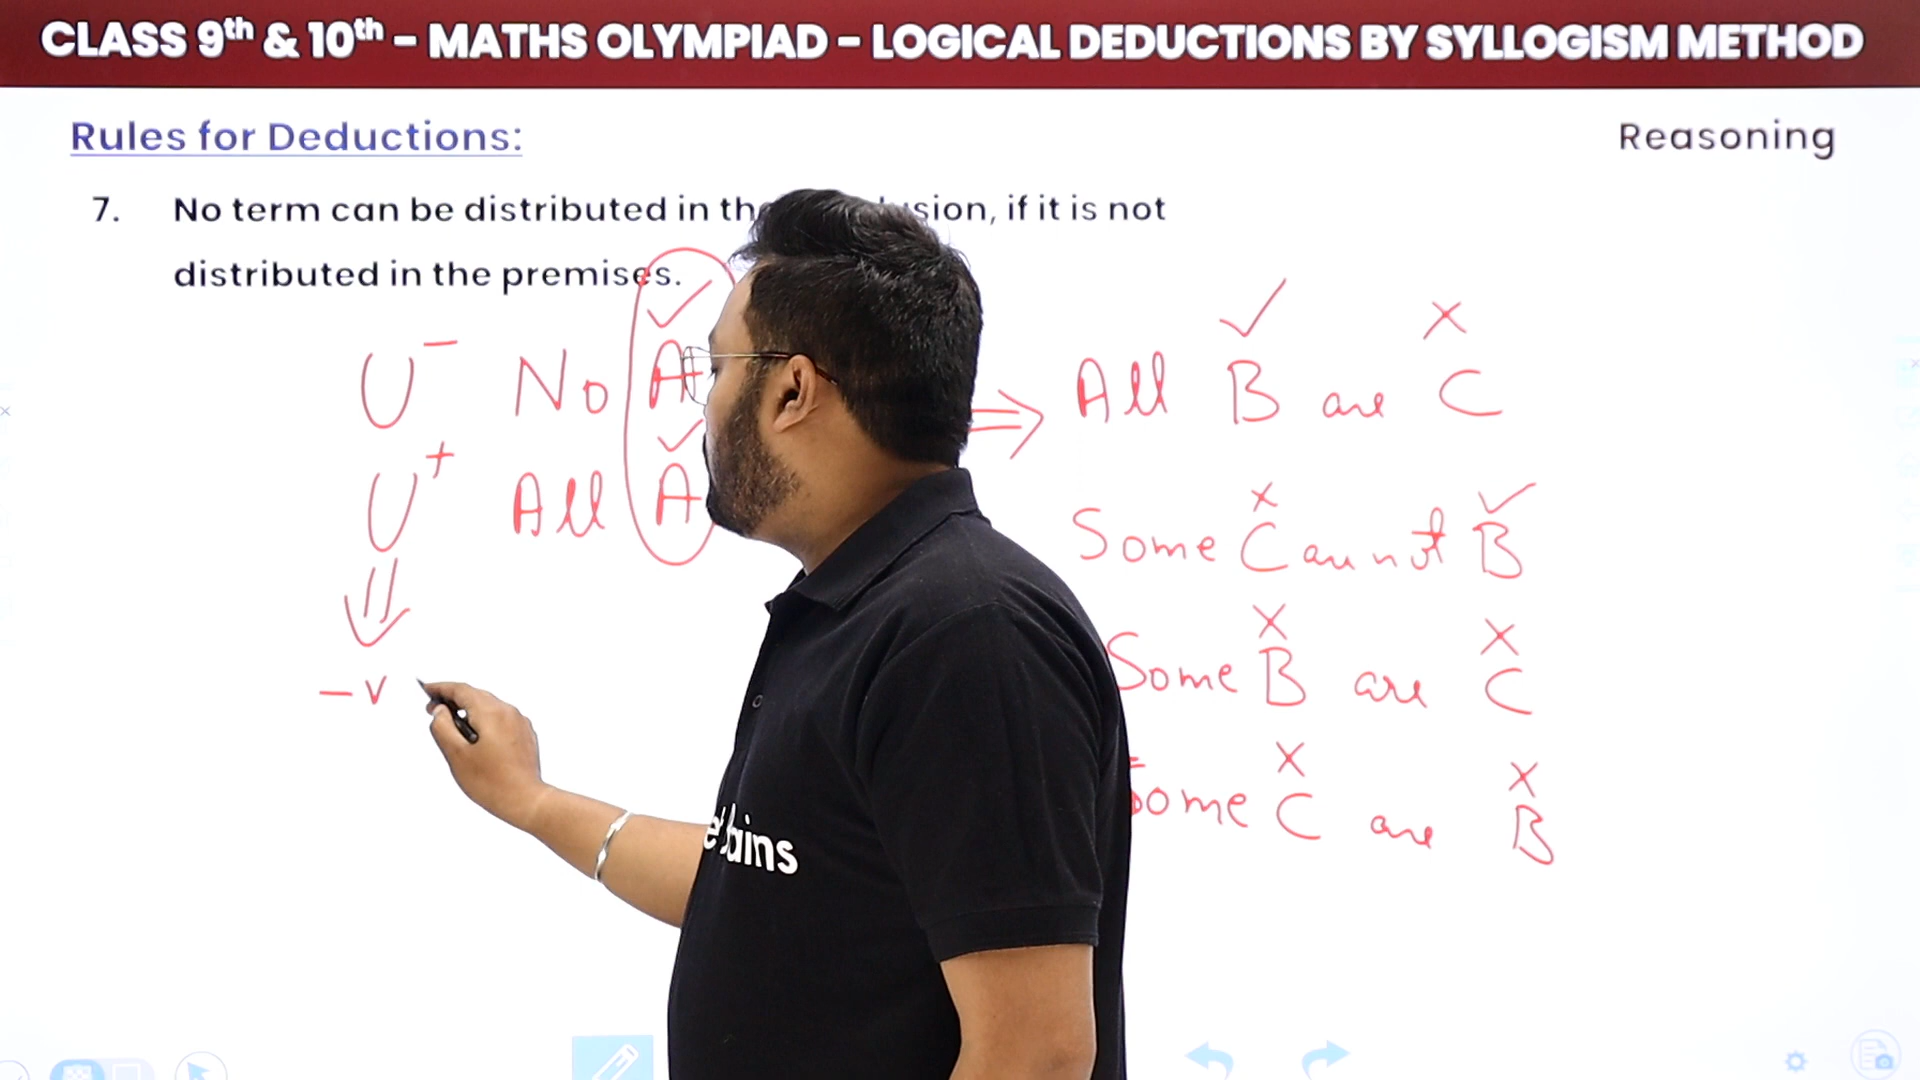 CLASS 9th & 10th – MATHS OLYMPIAD – LOGICAL DEDUCTIONS BY SYLLOGISM METHOD
Rules for Deductions:
Reasoning
7. No term can be distributed in the sion, if it is not
distributed in the premises.
U⁻ No A ⇒ All B are C
U⁺ All A
Some C are not B
-v
Some B are C
Some C are B
ains